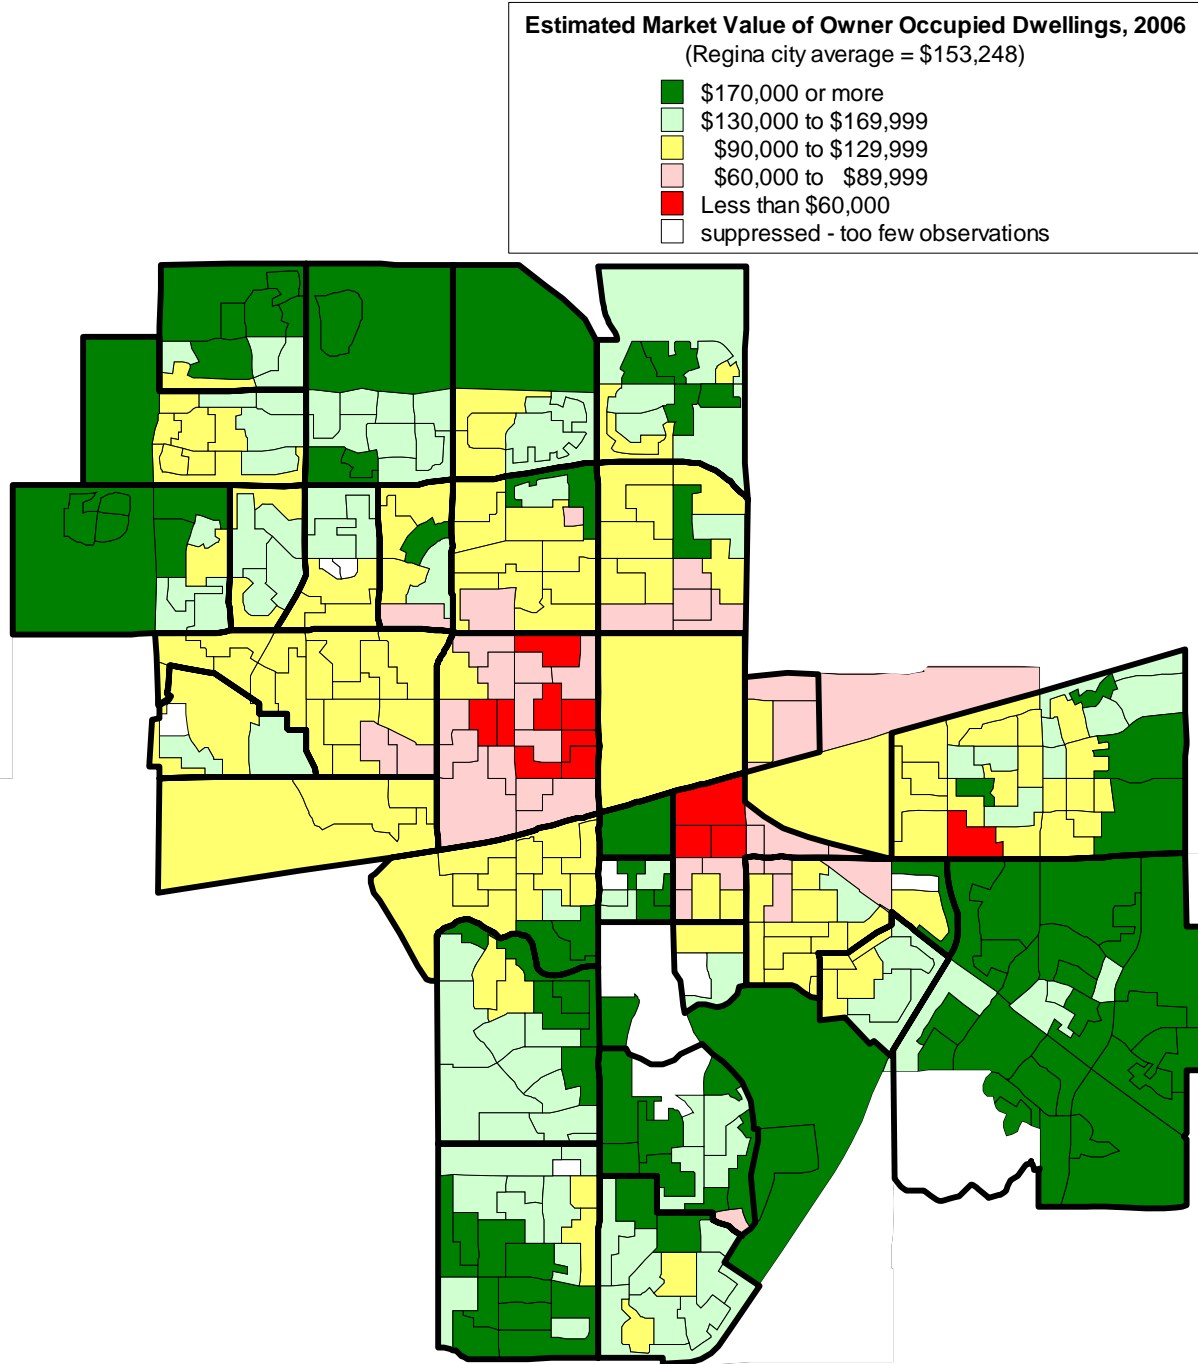 Estimated Market Value of Owner Occupied Dwellings, 2006
(Regina city average = $153,248)
$170,000 or more
$130,000 to $169,999
$90,000 to $129,999
$60,000 to $89,999
Less than $60,000
suppressed - too few observations